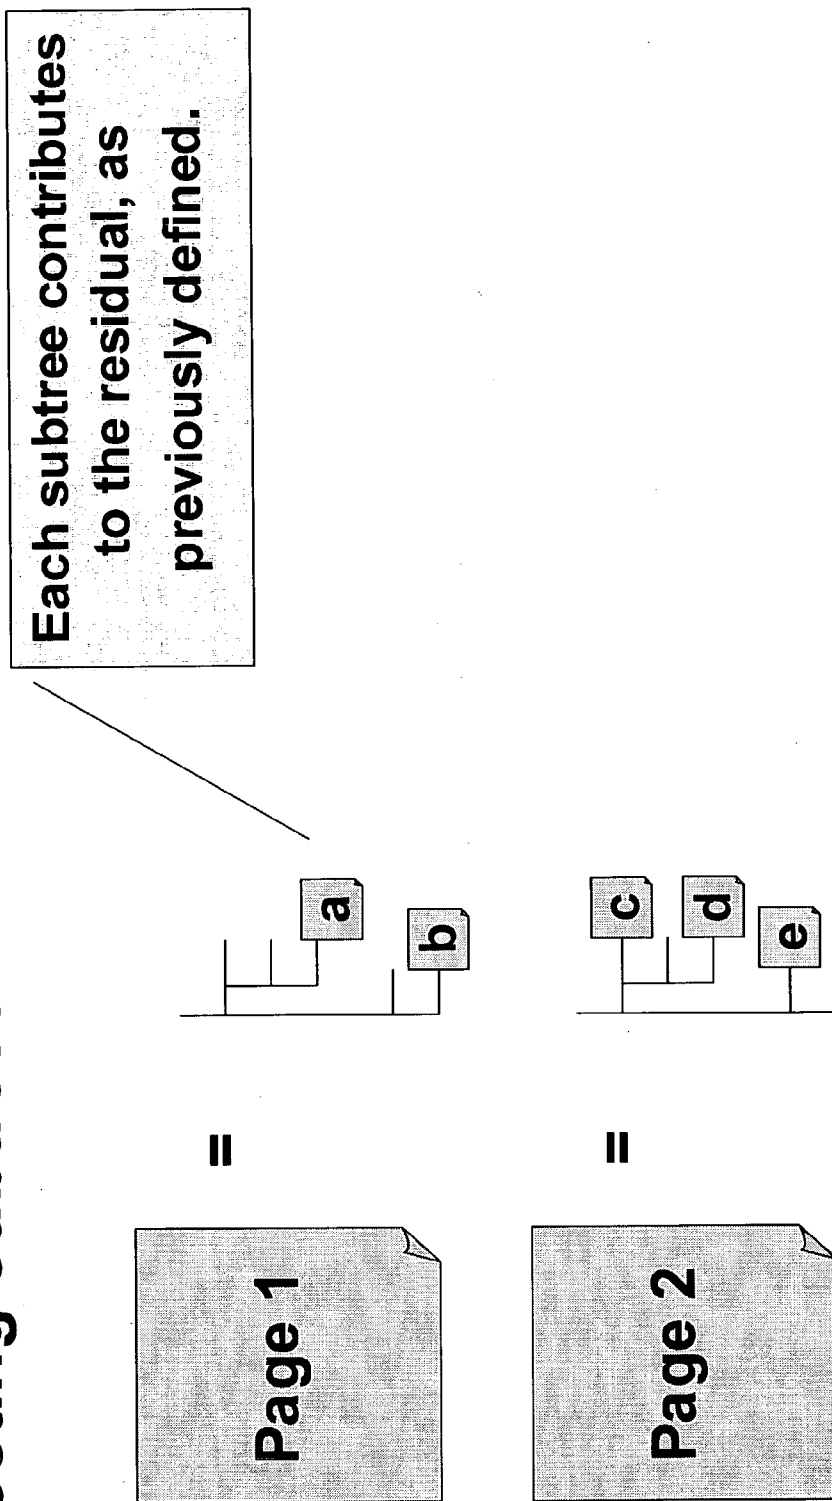 Each subtree contributes
to the residual, as
previously defined.
Page 1
=
a
b
Page 2
=
c
d
e